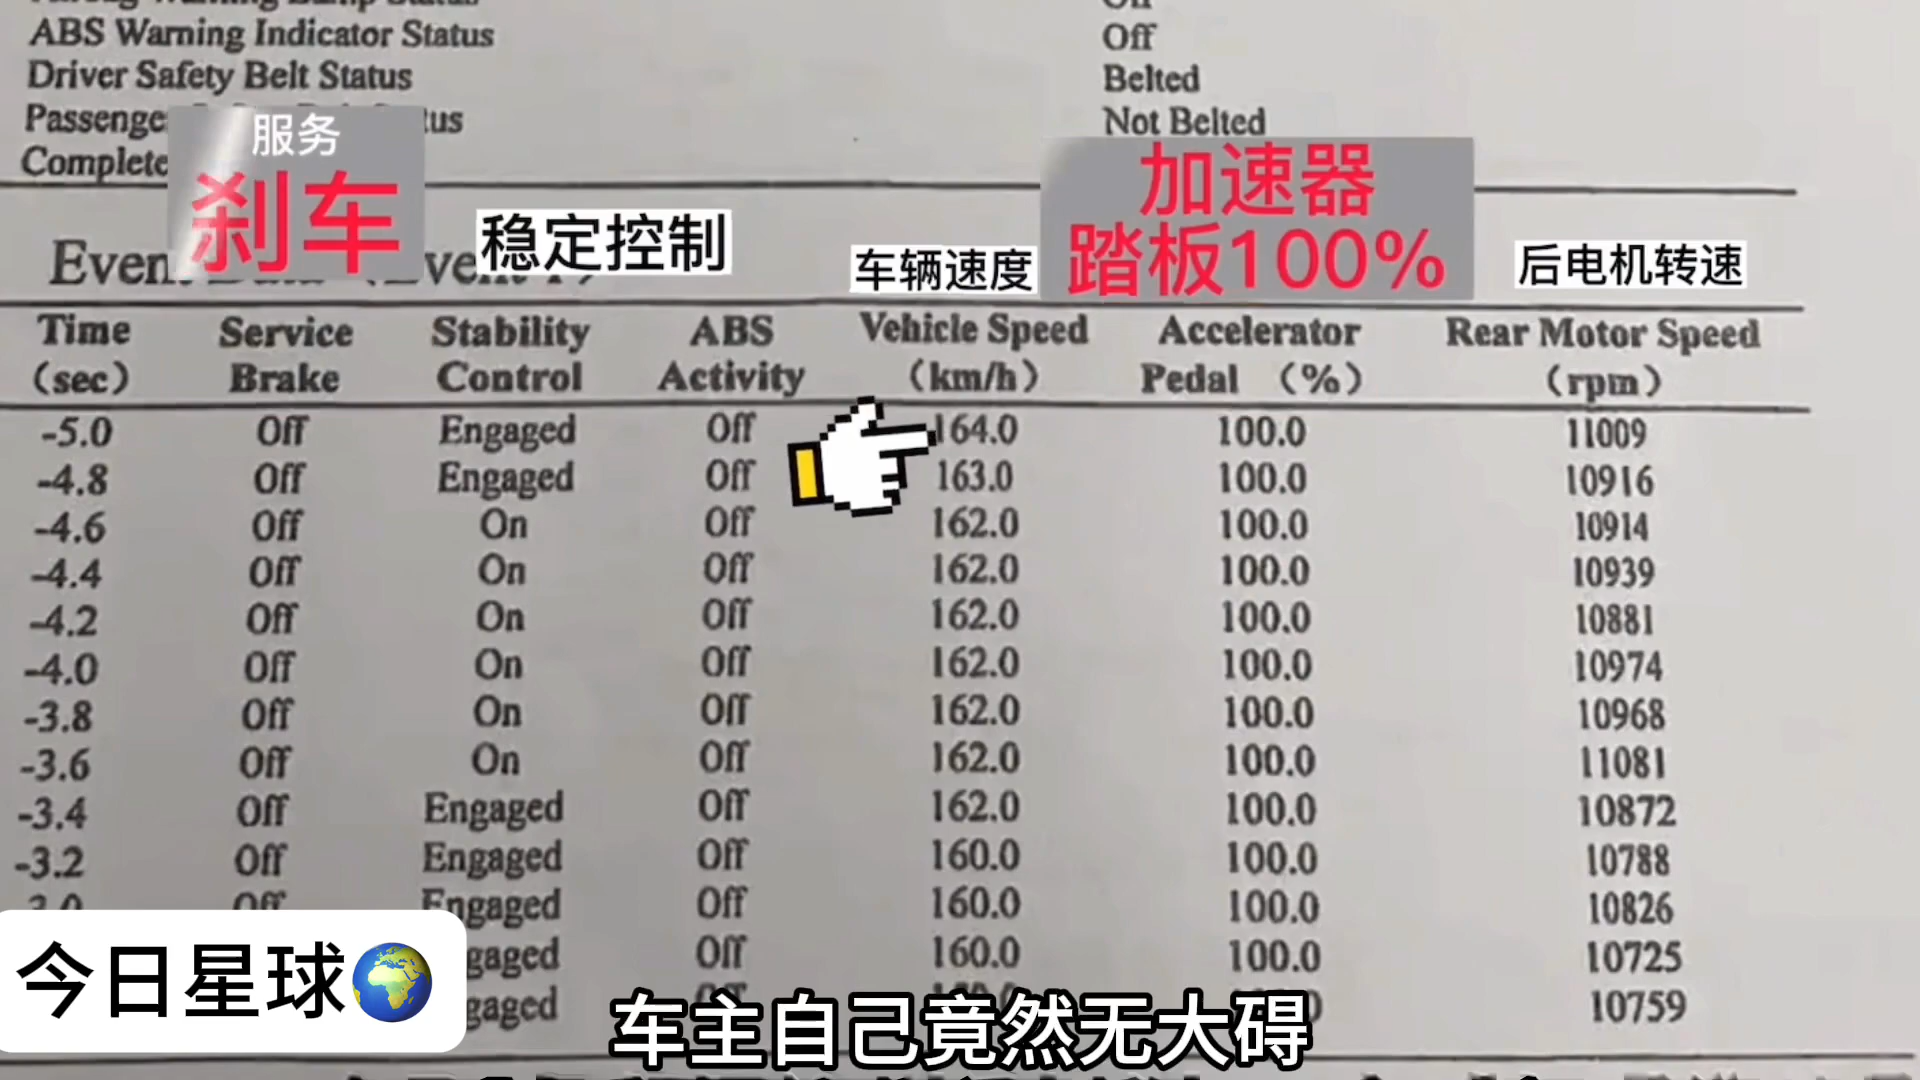 Off
ABS Warning Indicator Status Off
Driver Safety Belt Status Belted
Not Belted
服务
刹车
稳定控制
车辆速度
加速器
踏板100%
后电机转速
Time (sec) Service Brake Stability Control ABS Activity Vehicle Speed (km/h) Accelerator Pedal (%) Rear Motor Speed (rpm)
-5.0 Off Engaged Off 164.0 100.0 11009
-4.8 Off Engaged Off 163.0 100.0 10916
-4.6 Off On Off 162.0 100.0 10914
-4.4 Off On Off 162.0 100.0 10939
-4.2 Off On Off 162.0 100.0 10881
-4.0 Off On Off 162.0 100.0 10974
-3.8 Off On Off 162.0 100.0 10968
-3.6 Off On Off 162.0 100.0 11081
-3.4 Off Engaged Off 162.0 100.0 10872
-3.2 Off Engaged Off 160.0 100.0 10788
Engaged Off 160.0 100.0 10826
Off 160.0 100.0 10725
10759
今日星球
车主自己竟然无大碍